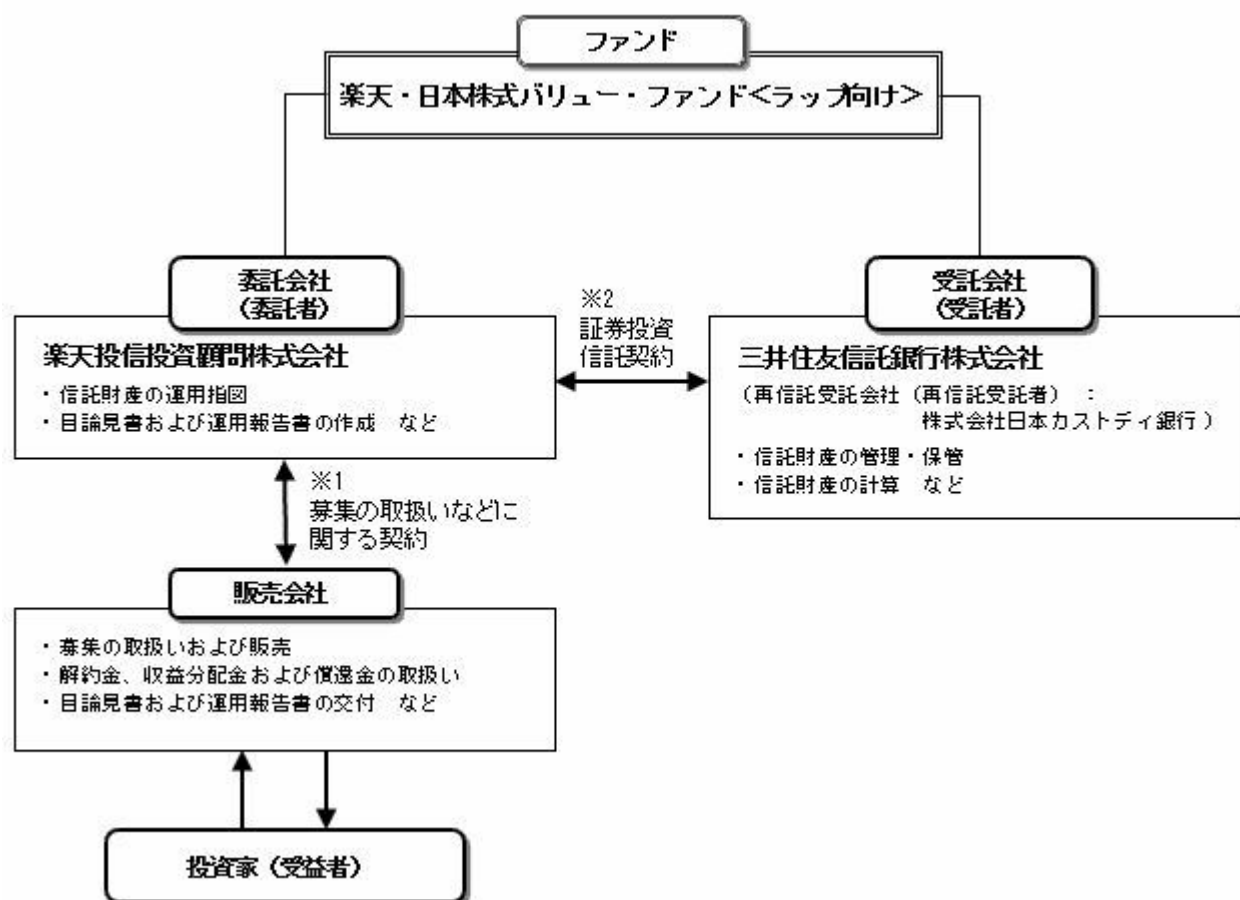 ファンド
楽天・日本株式バリュー・ファンド<ラップ向け>
委託会社
(委託者)
楽天投信投資顧問株式会社
・信託財産の運用指図
・目論見書および運用報告書の作成 など
※2
証券投資
信託契約
受託会社
(受託者)
三井住友信託銀行株式会社
(再信託受託会社(再信託受託者) :
株式会社日本カストディ銀行)
・信託財産の管理・保管
・信託財産の計算 など
※1
募集の取扱いなどに
関する契約
販売会社
・募集の取扱いおよび販売
・解約金、収益分配金および償還金の取扱い
・目論見書および運用報告書の交付 など
投資家(受益者)